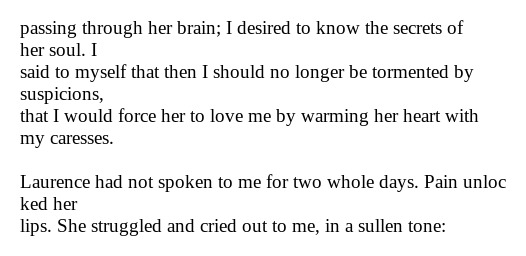 passing through her brain; I desired to know the secrets of
her soul. I
said to myself that then I should no longer be tormented by
suspicions,
that I would force her to love me by warming her heart with
my caresses.

Laurence had not spoken to me for two whole days. Pain unloc
ked her
lips. She struggled and cried out to me, in a sullen tone: